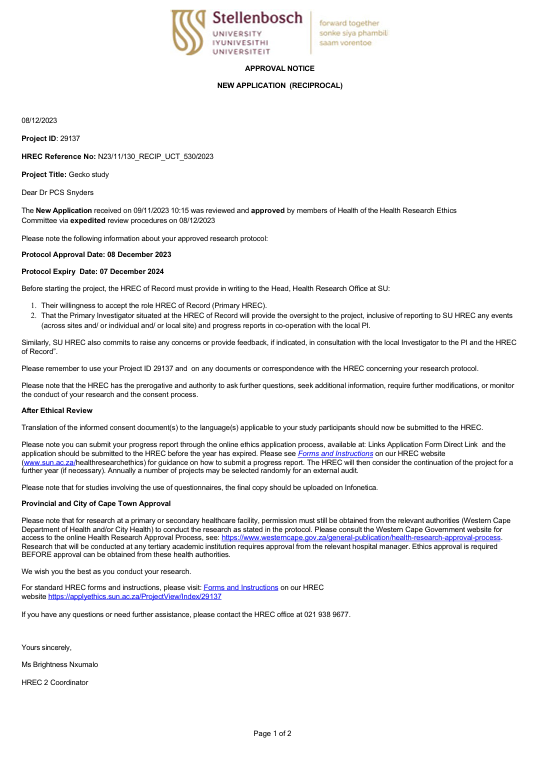 Stellenbosch
UNIVERSITY
IYUNIVESITHI
UNIVERSITEIT
forward together
sonke siya phambili
saam vorentoe
APPROVAL NOTICE
NEW APPLICATION (RECIPROCAL)
08/12/2023
Project ID: 29137
HREC Reference No: N23/11/130_RECIP_UCT_530/2023
Project Title: Gecko study
Dear Dr PCS Snyders
The New Application received on 09/11/2023 10:15 was reviewed and approved by members of Health of the Health Research Ethics
Committee via expedited review procedures on 08/12/2023
Please note the following information about your approved research protocol:
Protocol Approval Date: 08 December 2023
Protocol Expiry Date: 07 December 2024
Before starting the project, the HREC of Record must provide in writing to the Head, Health Research Office at SU:
1. Their willingness to accept the role HREC of Record (Primary HREC).
2. That the Primary Investigator situated at the HREC of Record will provide the oversight to the project, inclusive of reporting to SU HREC any events
(across sites and/ or individual and/ or local site) and progress reports in co-operation with the local PI.
Similarly, SU HREC also commits to raise any concerns or provide feedback, if indicated, in consultation with the local Investigator to the PI and the HREC
of Record”.
Please remember to use your Project ID 29137 and on any documents or correspondence with the HREC concerning your research protocol.
Please note that the HREC has the prerogative and authority to ask further questions, seek additional information, require further modifications, or monitor
the conduct of your research and the consent process.
After Ethical Review
Translation of the informed consent document(s) to the language(s) applicable to your study participants should now be submitted to the HREC.
Please note you can submit your progress report through the online ethics application process, available at: Links Application Form Direct Link and the
application should be submitted to the HREC before the year has expired. Please see Forms and Instructions on our HREC website
(www.sun.ac.za/healthresearchethics) for guidance on how to submit a progress report. The HREC will then consider the continuation of the project for a
further year (if necessary). Annually a number of projects may be selected randomly for an external audit.
Please note that for studies involving the use of questionnaires, the final copy should be uploaded on Infonetica.
Provincial and City of Cape Town Approval
Please note that for research at a primary or secondary healthcare facility, permission must still be obtained from the relevant authorities (Western Cape
Department of Health and/or City Health) to conduct the research as stated in the protocol. Please consult the Western Cape Government website for
access to the online Health Research Approval Process, see: https://www.westerncape.gov.za/general-publication/health-research-approval-process.
Research that will be conducted at any tertiary academic institution requires approval from the relevant hospital manager. Ethics approval is required
BEFORE approval can be obtained from these health authorities.
We wish you the best as you conduct your research.
For standard HREC forms and instructions, please visit: Forms and Instructions on our HREC
website https://applyethics.sun.ac.za/ProjectView/Index/29137
If you have any questions or need further assistance, please contact the HREC office at 021 938 9677.
Yours sincerely,
Ms Brightness Nxumalo
HREC 2 Coordinator
Page 1 of 2